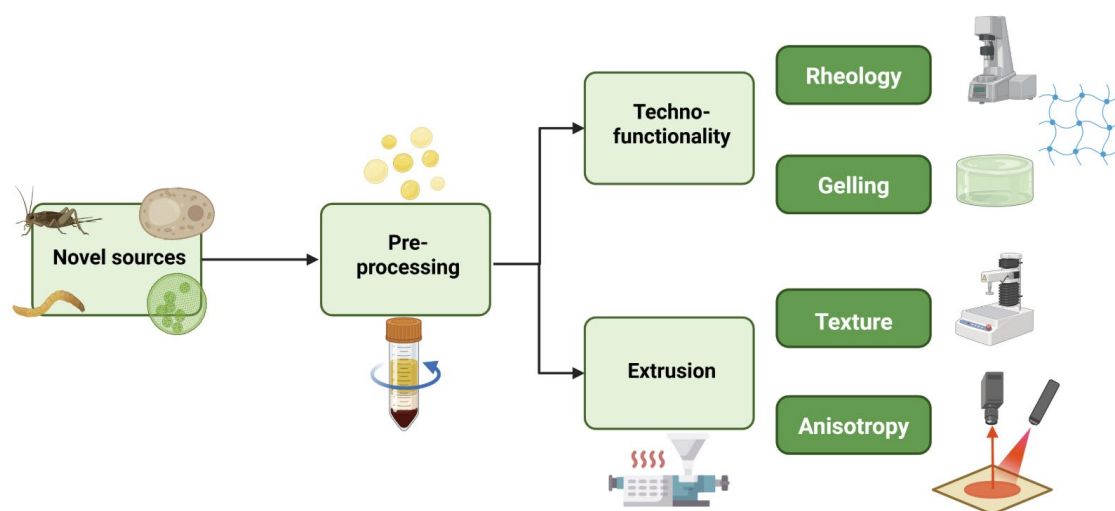 Novel sources
Pre-
processing
Techno-
functionality
Extrusion
Rheology
Gelling
Texture
Anisotropy